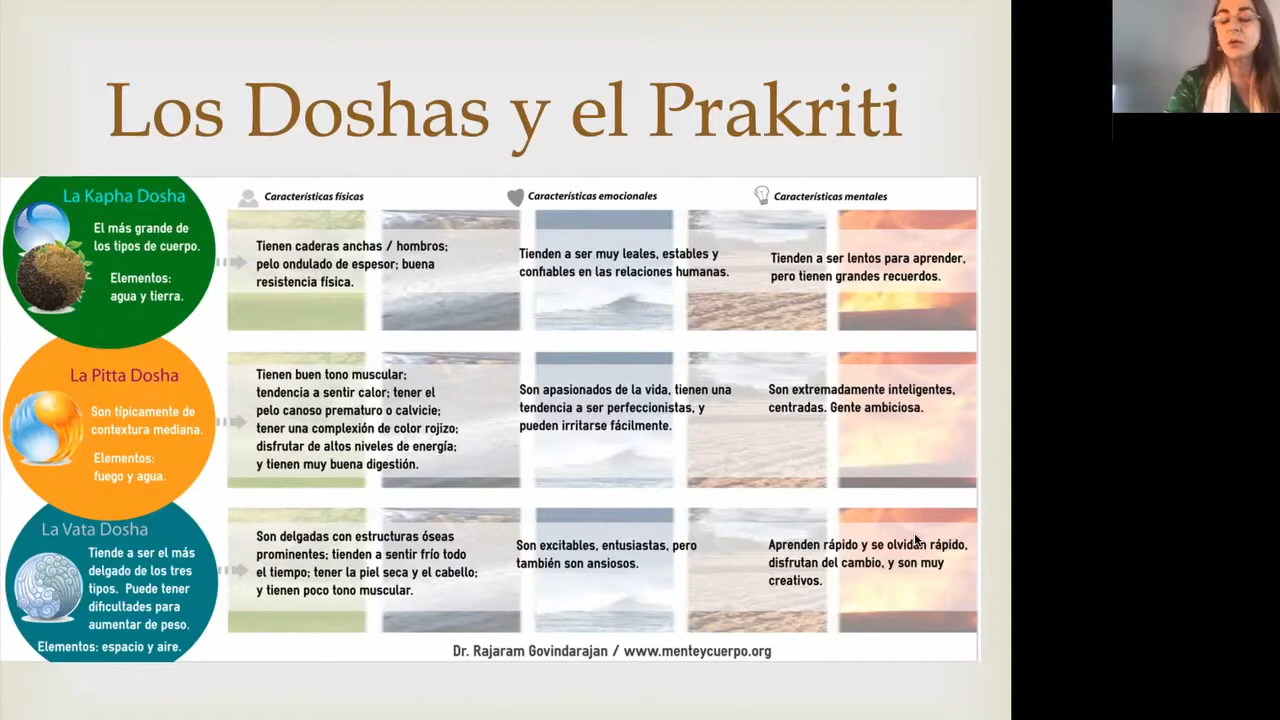 Los Doshas y el Prakriti
Características físicas
Características emocionales
Características mentales
La Kapha Dosha
El más grande de
los tipos de cuerpo.
Elementos:
agua y tierra.
Tienen caderas anchas / hombros;
pelo ondulado de espesor; buena
resistencia física.
Tienden a ser muy leales, estables y
confiables en las relaciones humanas.
Tienden a ser lentos para aprender,
pero tienen grandes recuerdos.
La Pitta Dosha
Son típicamente de
contextura mediana.
Elementos:
fuego y agua.
Tienen buen tono muscular;
tendencia a sentir calor; tener el
pelo canoso prematuro o calvicie;
tener una complexión de color rojizo;
disfrutar de altos niveles de energía;
y tienen muy buena digestión.
Son apasionados de la vida, tienen una
tendencia a ser perfeccionistas, y
pueden irritarse fácilmente.
Son extremadamente inteligentes,
centradas. Gente ambiciosa.
La Vata Dosha
Tiende a ser el más
delgado de los tres
tipos. Puede tener
dificultades para
aumentar de peso.
Elementos: espacio y aire.
Son delgadas con estructuras óseas
prominentes; tienden a sentir frío todo
el tiempo; tener la piel seca y el cabello;
y tienen poco tono muscular.
Son excitables, entusiastas, pero
también son ansiosos.
Aprenden rápido y se olvidan rápido,
disfrutan del cambio, y son muy
creativos.
Dr. Rajaram Govindarajan / www.menteycuerpo.org